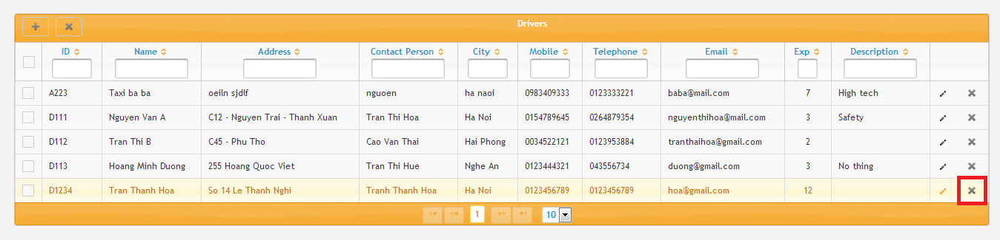 Drivers
ID Name Address Contact Person City Mobile Telephone Email Exp Description
A223 Taxi ba ba oeiln sjdlf nguoen ha naoi 0983409333 0123333221 baba@mail.com 7 High tech
D111 Nguyen Van A C12 - Nguyen Trai - Thanh Xuan Tran Thi Hoa Ha Noi 0154789645 0264879354 nguyenthihoa@mail.com 3 Safety
D112 Tran Thi B C45 - Phu Tho Cao Van Thai Hai Phong 0034522121 0123953884 tranthaihoa@gmail.com 2
D113 Hoang Minh Duong 255 Hoang Quoc Viet Tran Thi Hue Nghe An 0123444321 043556734 duong@gmail.com 3 No thing
D1234 Tran Thanh Hoa So 14 Le Thanh Nghi Tranh Thanh Hoa Ha Noi 0123456789 0123456789 hoa@gmail.com 12
1 10